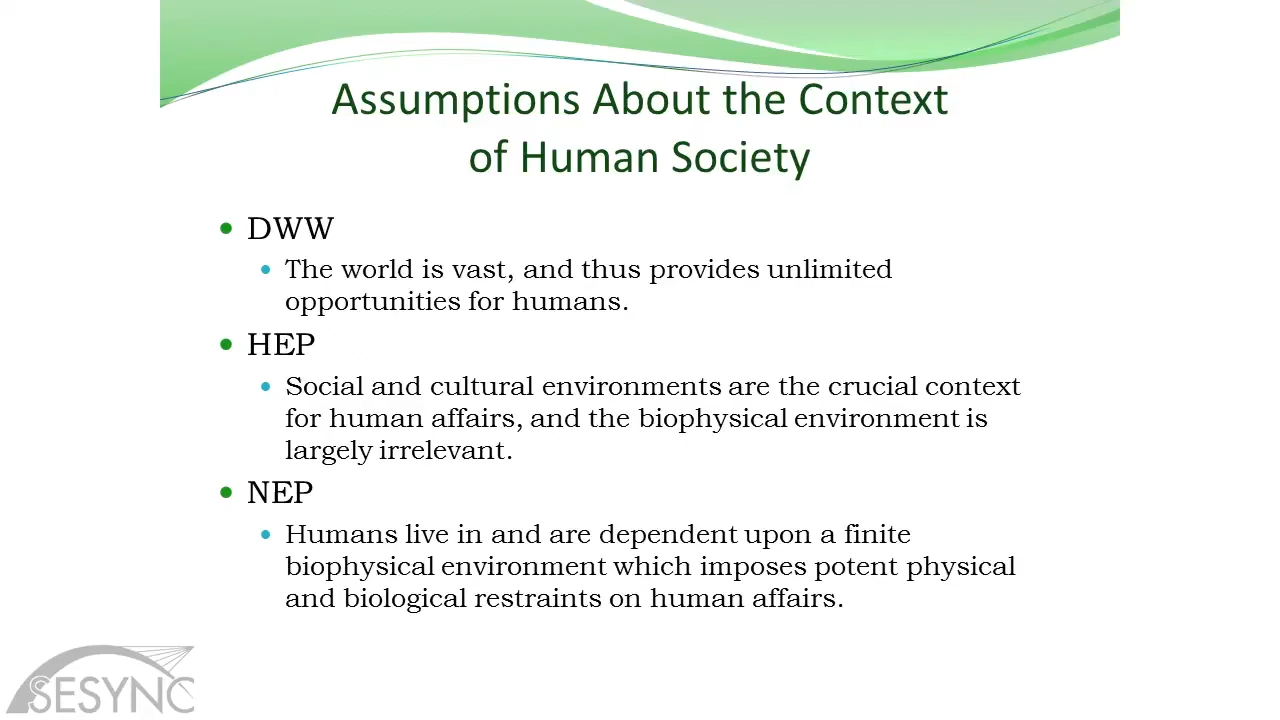 Assumptions About the Context
of Human Society
• DWW
• The world is vast, and thus provides unlimited
opportunities for humans.
• HEP
• Social and cultural environments are the crucial context
for human affairs, and the biophysical environment is
largely irrelevant.
• NEP
• Humans live in and are dependent upon a finite
biophysical environment which imposes potent physical
and biological restraints on human affairs.
SESYNC